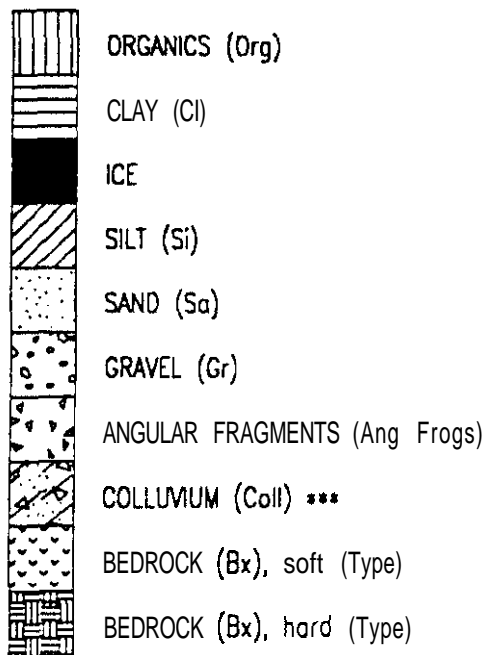 ORGANICS (Org)
CLAY (Cl)
ICE
SILT (Si)
SAND (Sa)
GRAVEL (Gr)
ANGULAR FRAGMENTS (Ang Frogs)
COLLUVIUM (Coll) ***
BEDROCK (Bx), soft (Type)
BEDROCK (Bx), hard (Type)